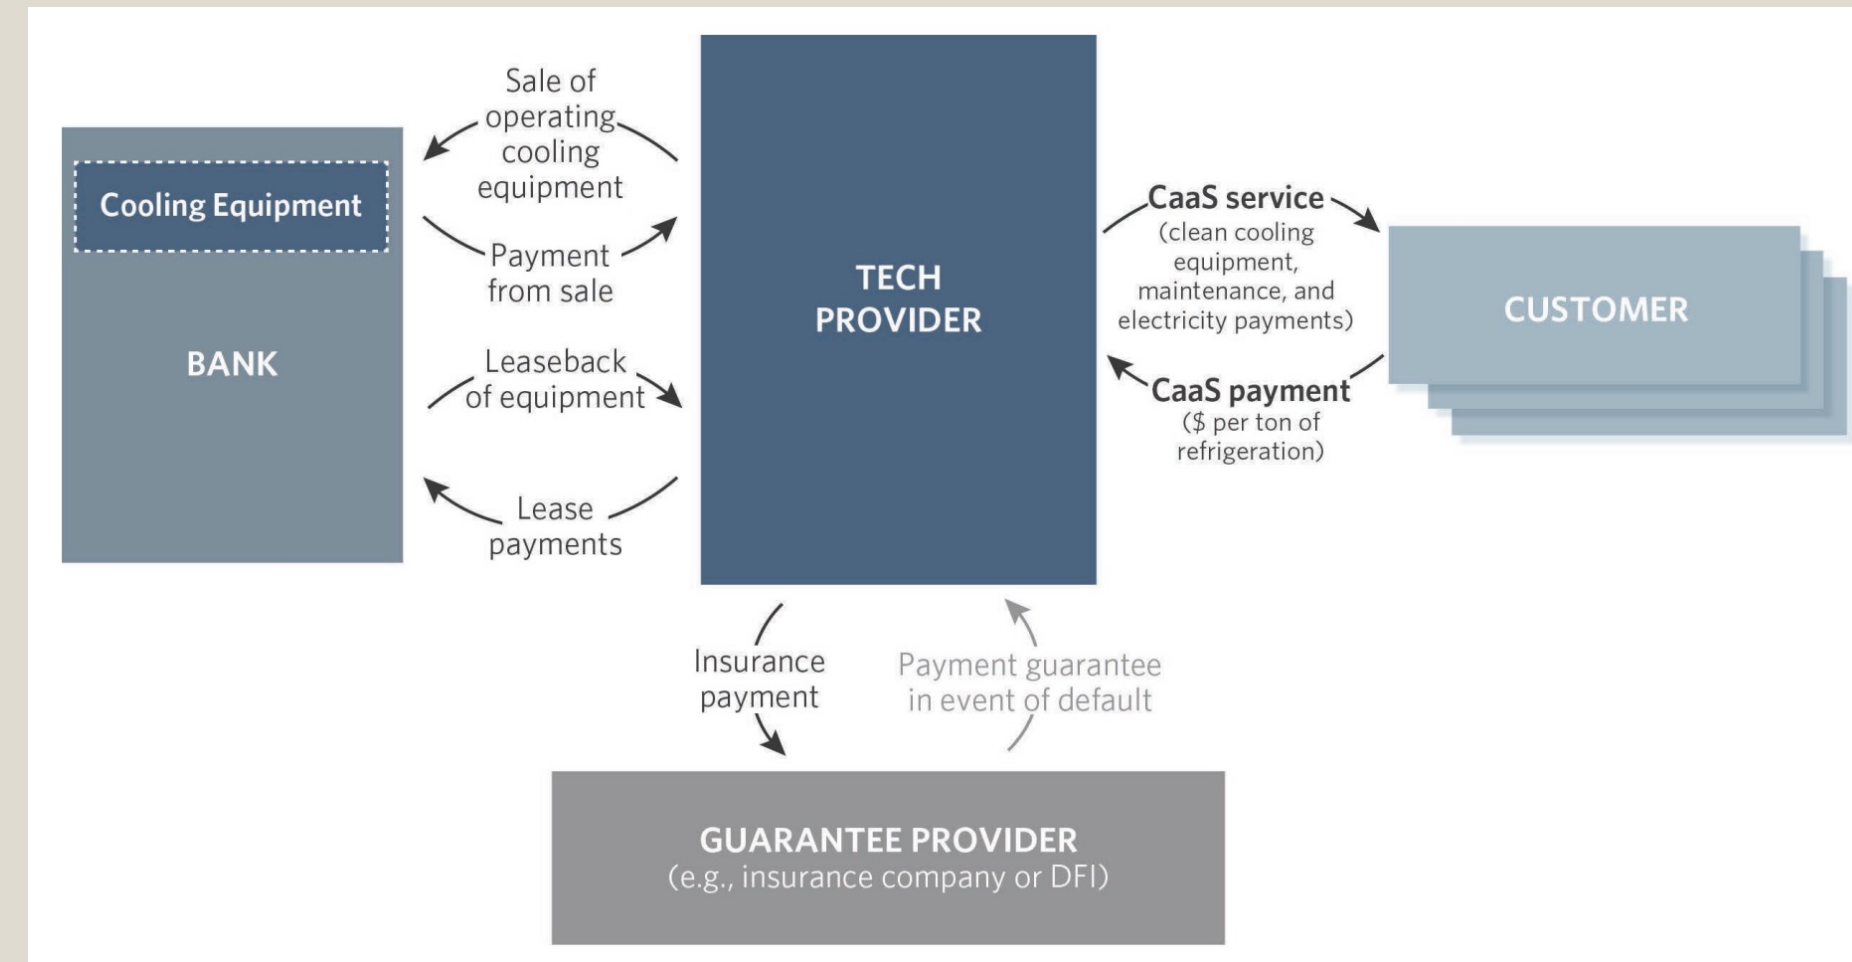 Sale of
operating
cooling
equipment
Cooling Equipment
Payment
from sale
BANK
Leaseback
of equipment
Lease
payments
TECH
PROVIDER
CaaS service
(clean cooling
equipment,
maintenance, and
electricity payments)
CaaS payment
($ per ton of
refrigeration)
CUSTOMER
Insurance
payment
Payment guarantee
in event of default
GUARANTEE PROVIDER
(e.g., insurance company or DFI)